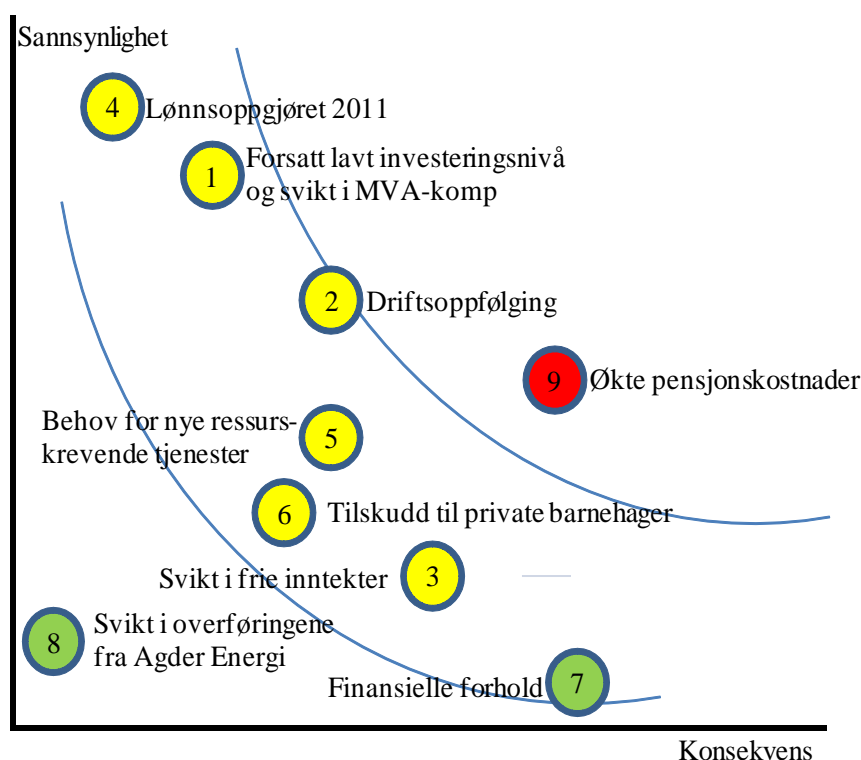 Sannsynlighet
4 Lønnsoppgjøret 2011
Forsatt lavt investeringsnivå
1
og svikt i MVA-komp
2 Driftsoppfølging
9 Økte pensjonskostnader
Behov for nye ressurs-
5
krevende tjenester
6 Tilskudd til private barnehager
Svikt i frie inntekter 3
Svikt i overføringene
8
fra Agder Energi
Finansielle forhold 7
Konsekvens